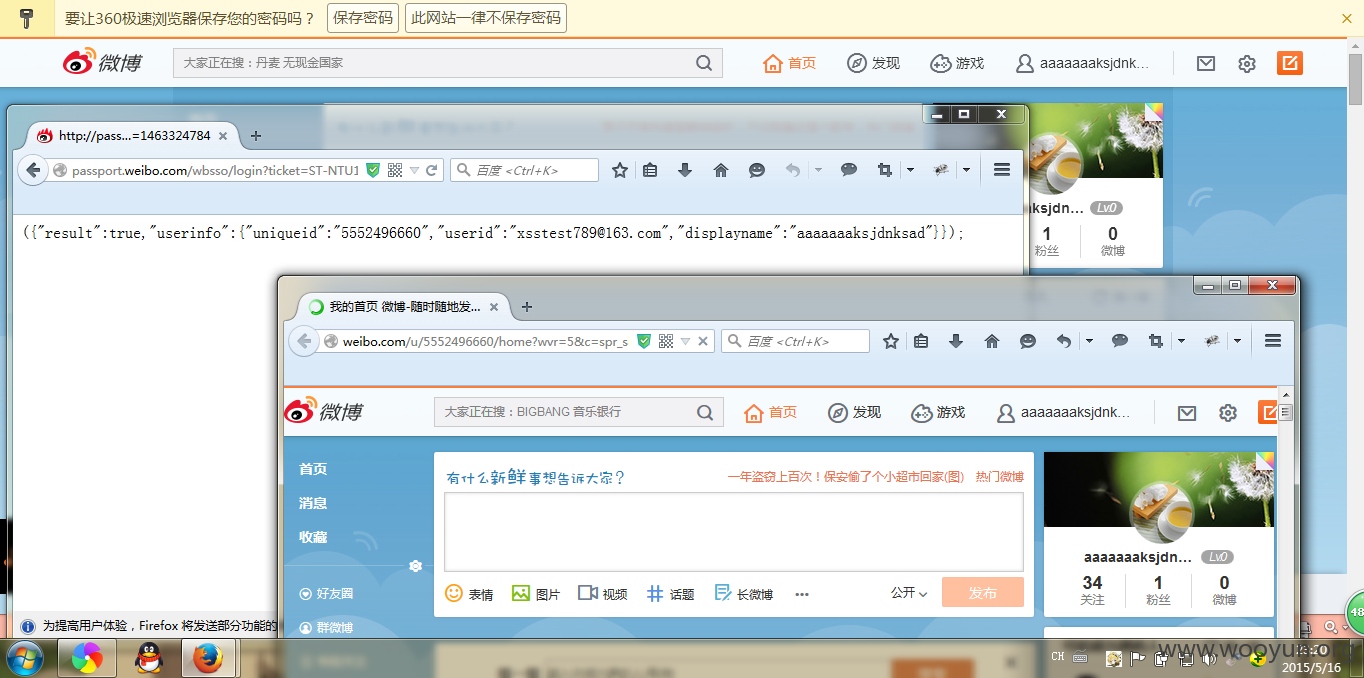 要让360极速浏览器保存您的密码吗？ 保存密码 此网站一律不保存密码
微博 大家正在搜：丹麦 无现金国家 首页 发现 游戏 aaaaaaaksjdnk...
http://pass...=1463324784
passport.weibo.com/wbsso/login?ticket=ST-NTU1 百度 <Ctrl+K>
aksjdn... Lv0
1 0
粉丝 微博
({"result":true,"userinfo":{"uniqueid":"5552496660","userid":"xsstest789@163.com","displayname":"aaaaaaaksjdnksad"}});
我的首页 微博-随时随地发...
weibo.com/u/5552496660/home?wvr=5&c=spr_s 百度 <Ctrl+K>
微博 大家正在搜：BIGBANG 音乐银行 首页 发现 游戏 aaaaaaaksjdnk...
首页
消息
收藏
好友圈
群微博
有什么新鲜事想告诉大家？ 一年盗窃上百次！保安偷了个小超市回家(图) 热门微博
表情 图片 视频 话题 长微博 公开 发布
aaaaaaaksjdn... Lv0
34 1 0
关注 粉丝 微博
为提高用户体验，Firefox 将发送部分功能的
48
CH
2015/5/16